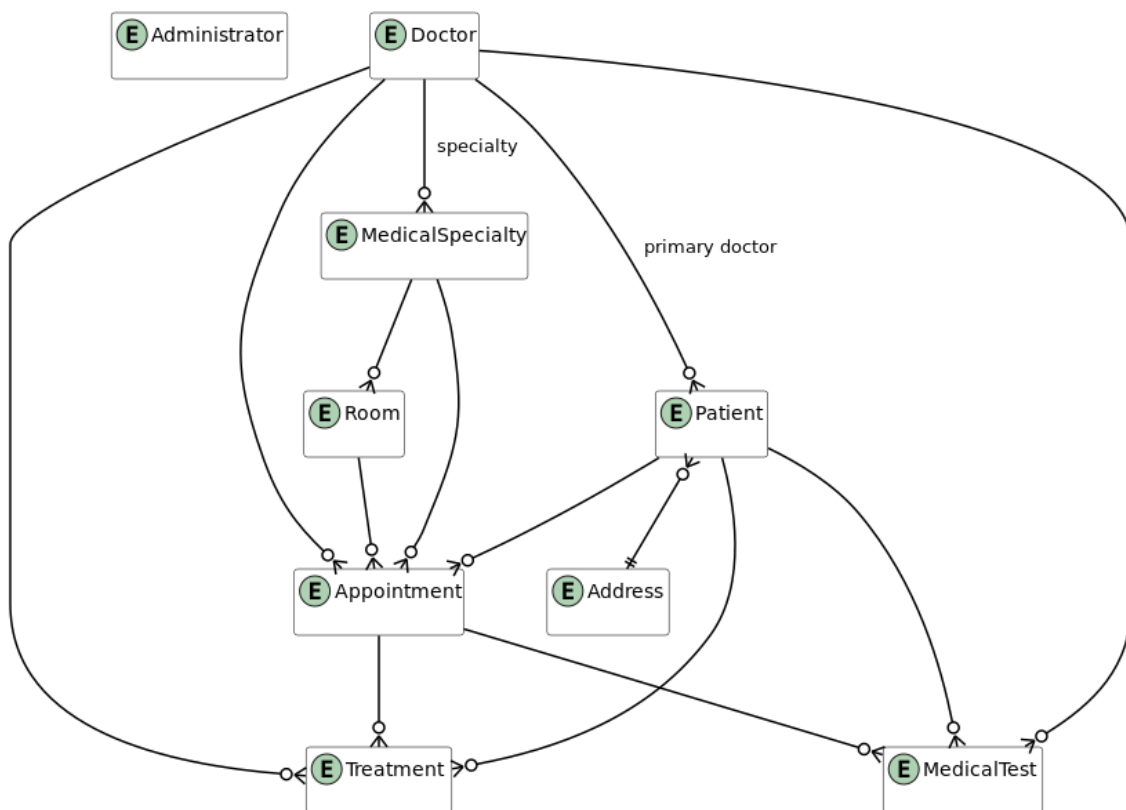 E Administrator
E Doctor
specialty
E MedicalSpecialty
primary doctor
E Room
E Patient
E Appointment
E Address
E Treatment
E MedicalTest